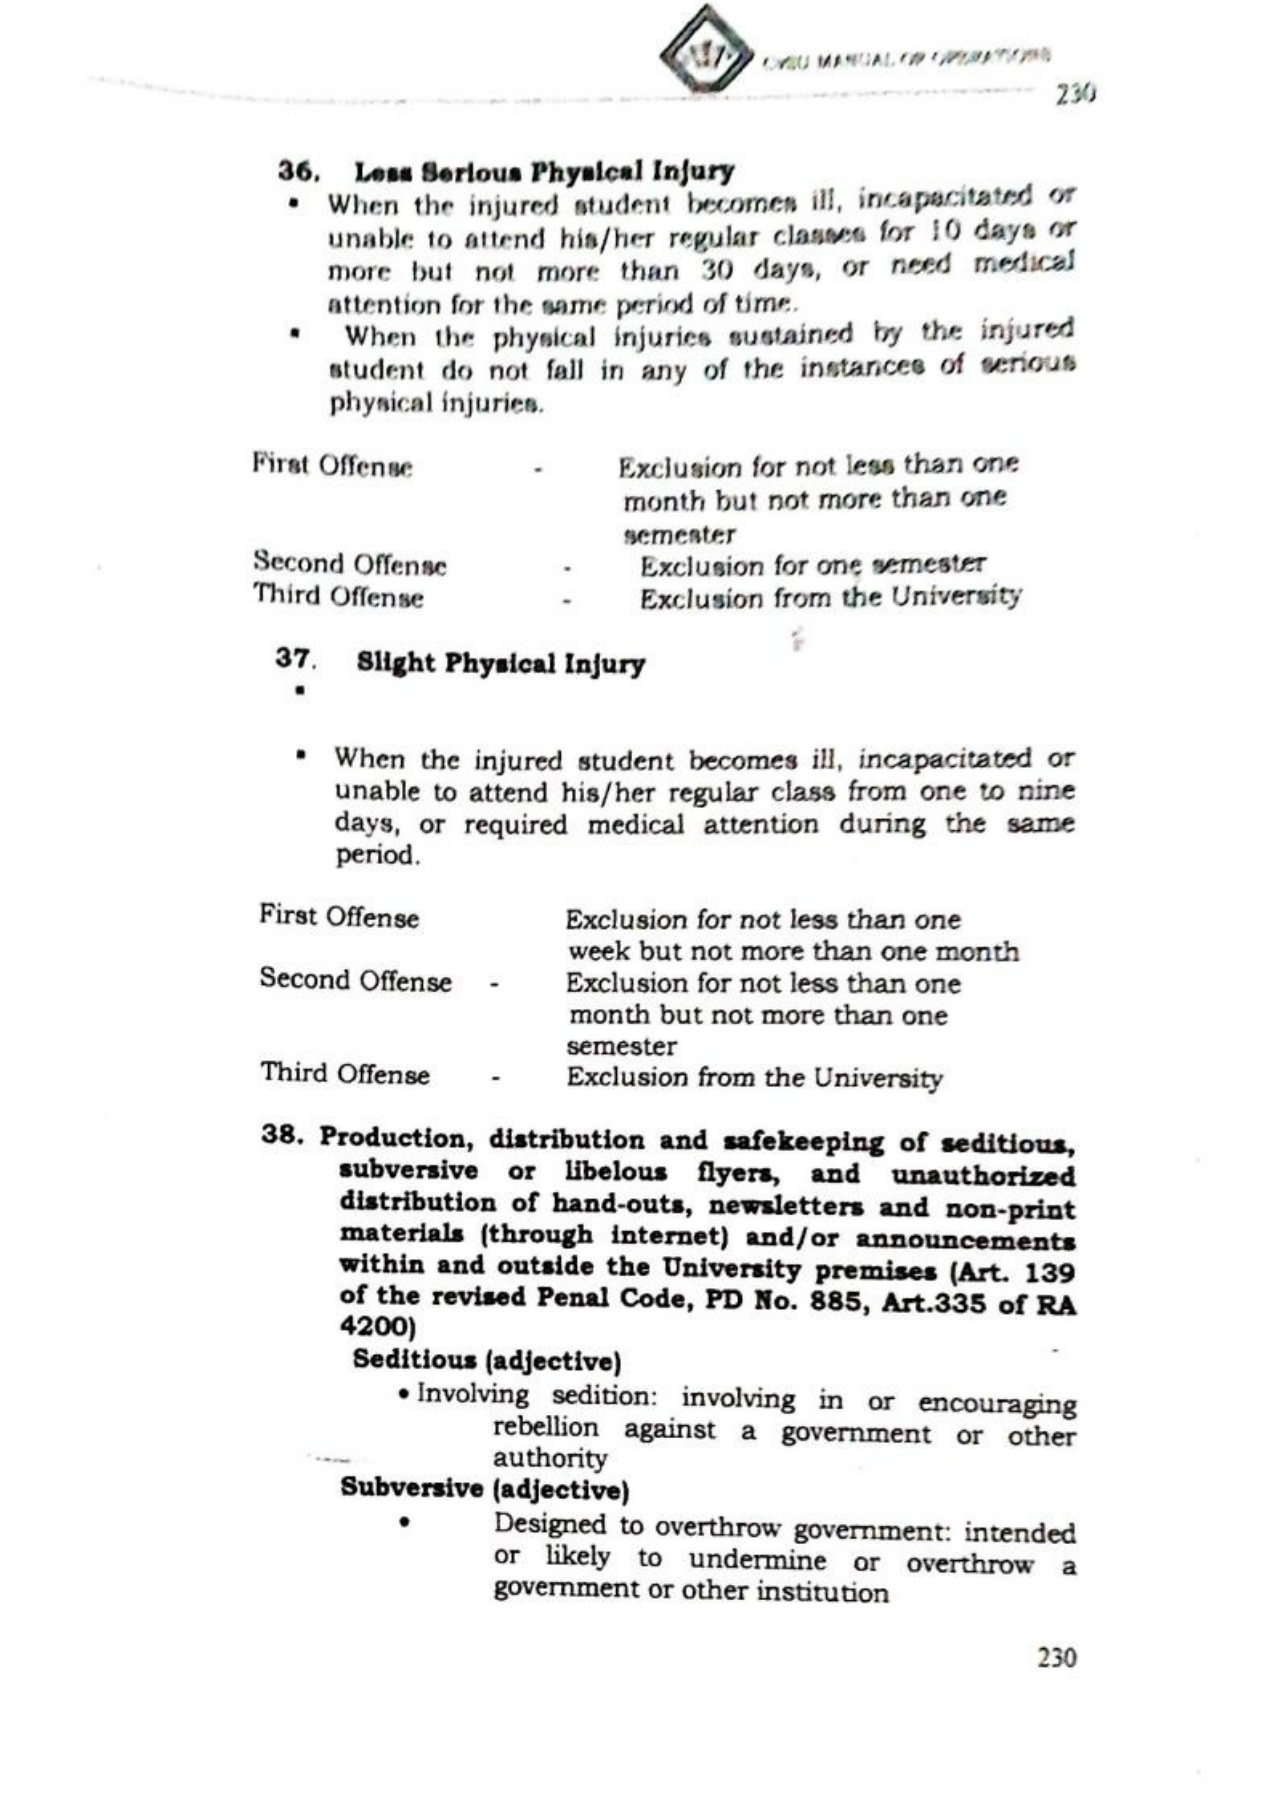 CVSU MANUAL OF OPERATIONS
230
36. Less Serious Physical Injury
▪ When the injured student becomes ill, incapacitated or
unable to attend his/her regular classes for 10 days or
more but not more than 30 days, or need medical
attention for the same period of time.
▪ When the physical injuries sustained by the injured
student do not fall in any of the instances of serious
physical injuries.
First Offense - Exclusion for not less than one
month but not more than one
semester
Second Offense - Exclusion for one semester
Third Offense - Exclusion from the University
37. Slight Physical Injury
▪
▪ When the injured student becomes ill, incapacitated or
unable to attend his/her regular class from one to nine
days, or required medical attention during the same
period.
First Offense Exclusion for not less than one
week but not more than one month
Second Offense - Exclusion for not less than one
month but not more than one
semester
Third Offense - Exclusion from the University
38. Production, distribution and safekeeping of seditious,
subversive or libelous flyers, and unauthorized
distribution of hand-outs, newsletters and non-print
materials (through internet) and/or announcements
within and outside the University premises (Art. 139
of the revised Penal Code, PD No. 885, Art.335 of RA
4200)
Seditious (adjective)
• Involving sedition: involving in or encouraging
rebellion against a government or other
authority
Subversive (adjective)
• Designed to overthrow government: intended
or likely to undermine or overthrow a
government or other institution
230